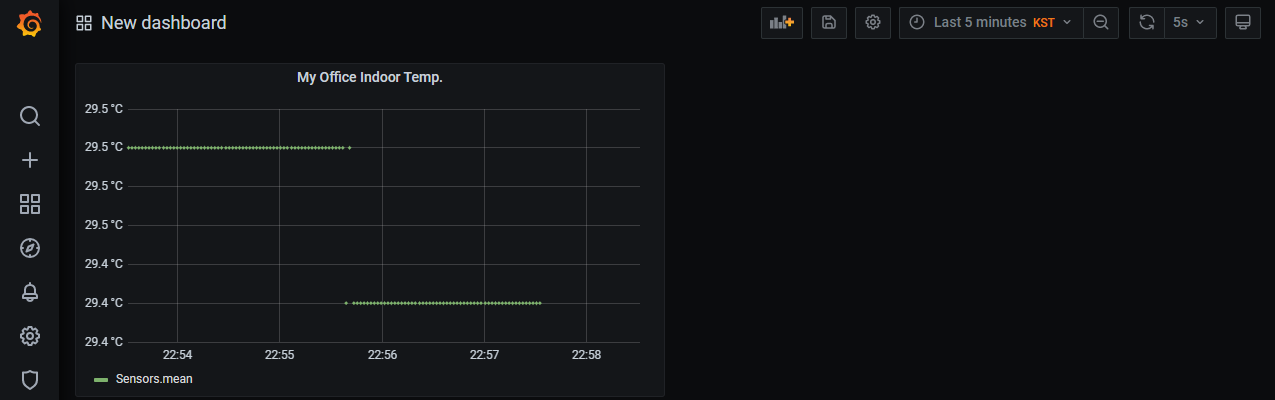 New dashboard
Last 5 minutes KST
5s
My Office Indoor Temp.
29.5 °C
29.5 °C
29.5 °C
29.5 °C
29.4 °C
29.4 °C
29.4 °C
22:54 22:55 22:56 22:57 22:58
Sensors.mean